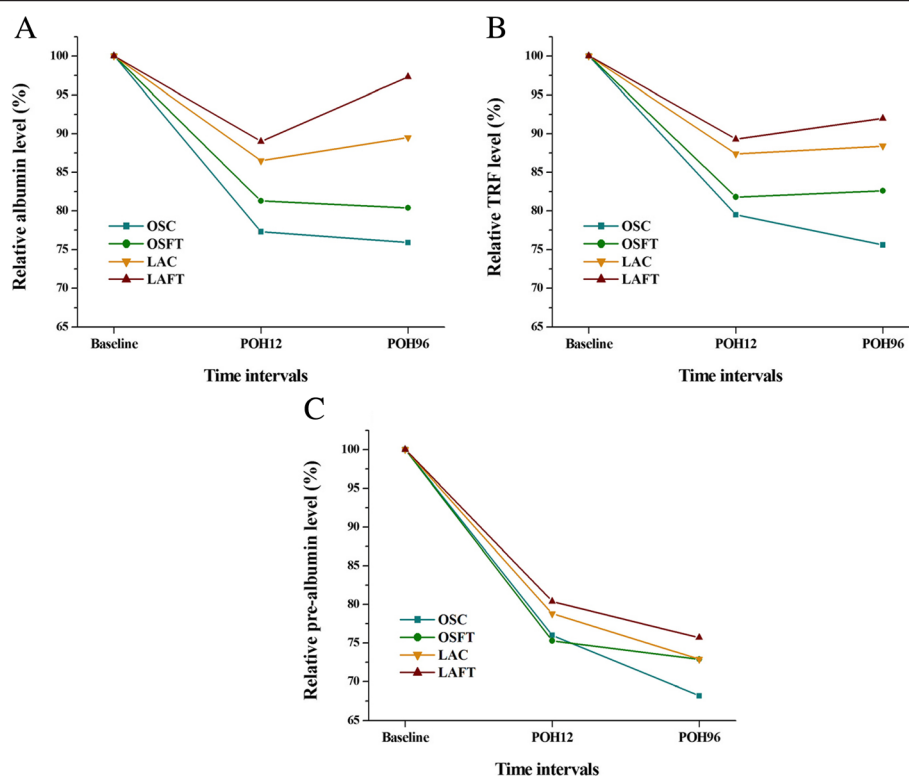 A
Relative albumin level (%)
100
95
90
85
80
75
70
65
OSC
OSFT
LAC
LAFT
Baseline
POH12
POH96
Time intervals
B
Relative TRF level (%)
100
95
90
85
80
75
70
65
OSC
OSFT
LAC
LAFT
Baseline
POH12
POH96
Time intervals
C
Relative pre-albumin level (%)
100
95
90
85
80
75
70
65
OSC
OSFT
LAC
LAFT
Baseline
POH12
POH96
Time intervals